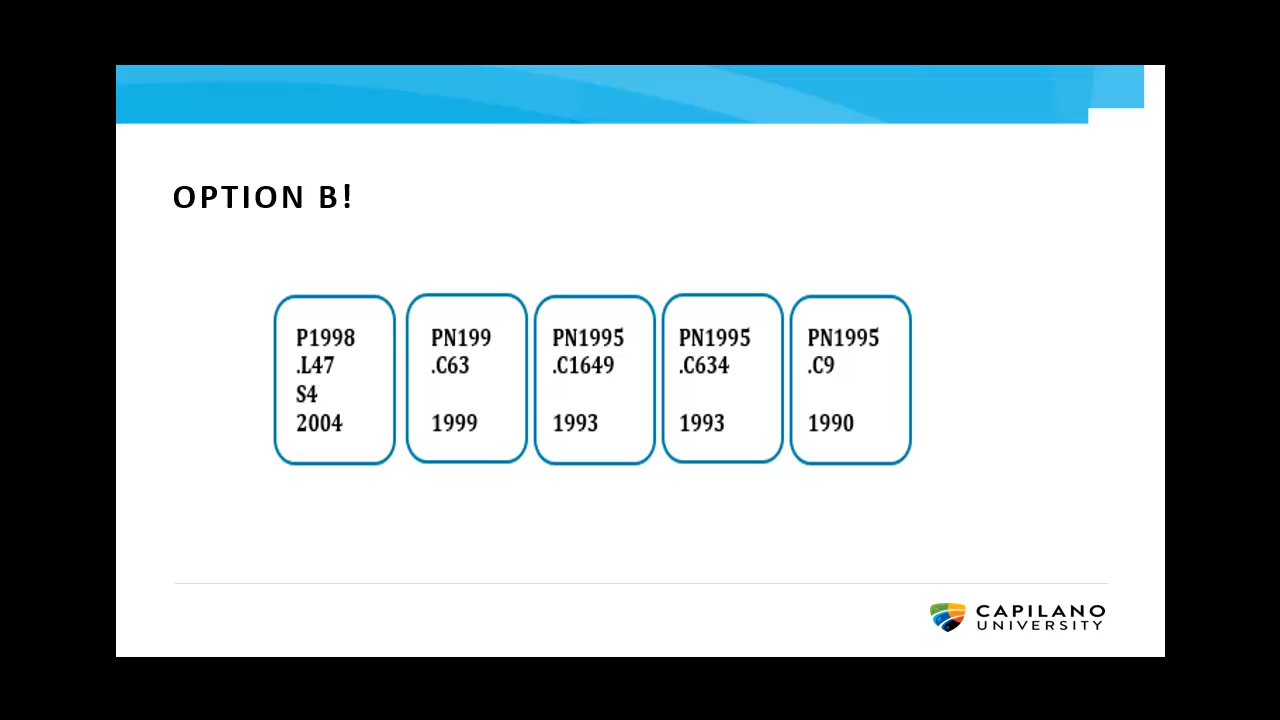 OPTION B!
P1998
.L47
S4
2004
PN199
.C63
1999
PN1995
.C1649
1993
PN1995
.C634
1993
PN1995
.C9
1990
CAPILANO
UNIVERSITY